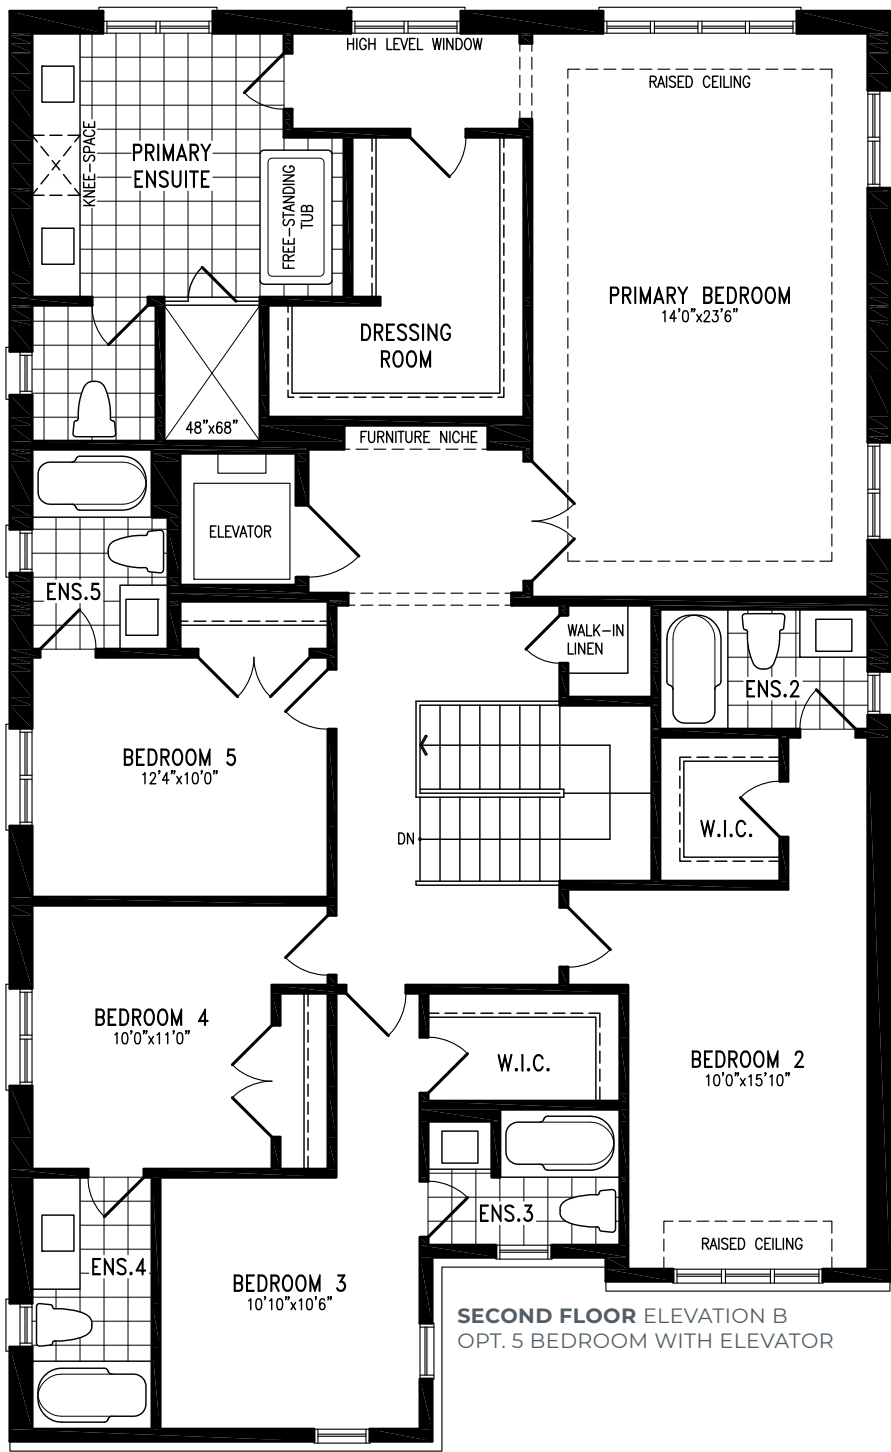 HIGH LEVEL WINDOW
RAISED CEILING
KNEE-SPACE
PRIMARY
ENSUITE
FREE-STANDING
TUB
PRIMARY BEDROOM
14'0"x23'6"
DRESSING
ROOM
48"x68"
FURNITURE NICHE
ELEVATOR
ENS.5
WALK-IN
LINEN
ENS.2
BEDROOM 5
12'4"x10'0"
W.I.C.
DN
BEDROOM 4
10'0"x11'0"
W.I.C.
BEDROOM 2
10'0"x15'10"
ENS.3
RAISED CEILING
ENS.4
BEDROOM 3
10'10"x10'6"
SECOND FLOOR ELEVATION B
OPT. 5 BEDROOM WITH ELEVATOR